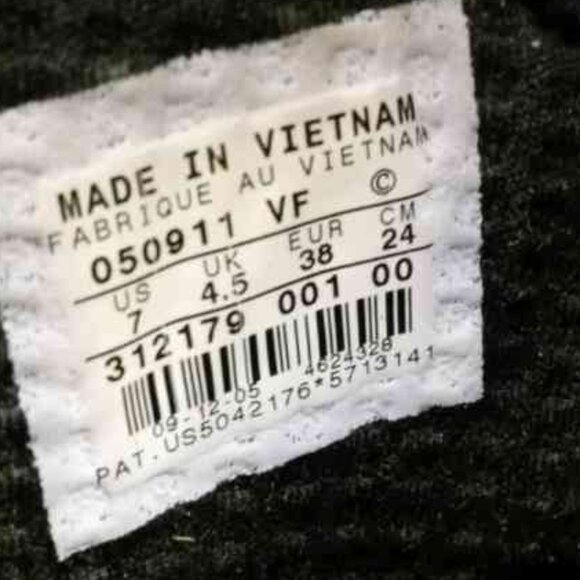 MADE IN VIETNAM
FABRIQUE AU VIETNAM
050911 VF ©
US UK EUR CM
7 4.5 38 24
312179 001 00
09-12-05 4624328
PAT.US5042176*5713141